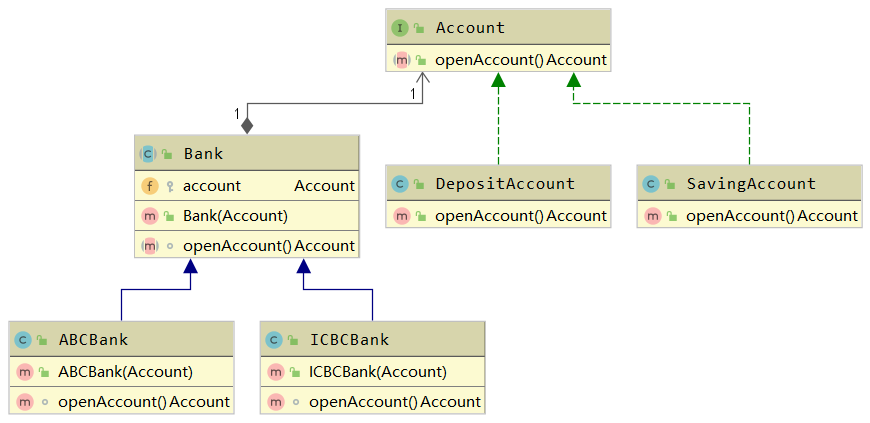 I Account
m openAccount() Account
1
1
C Bank
f account Account
m Bank(Account)
m openAccount() Account
C DepositAccount
m openAccount() Account
C SavingAccount
m openAccount() Account
C ABCBank
m ABCBank(Account)
m openAccount() Account
C ICBCBank
m ICBCBank(Account)
m openAccount() Account